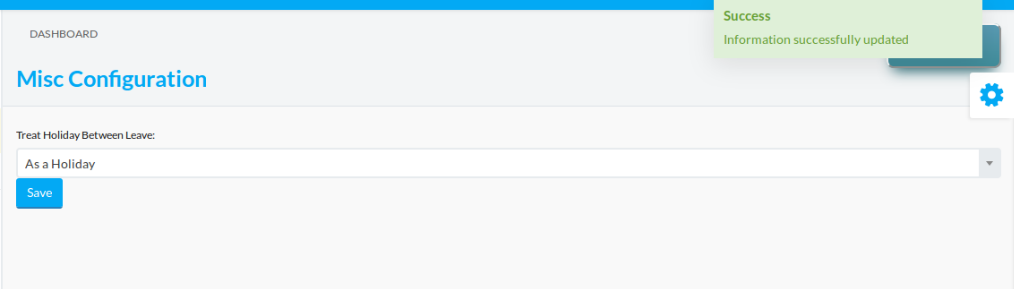 Success
Information successfully updated
DASHBOARD
Misc Configuration
Treat Holiday Between Leave:
As a Holiday
Save